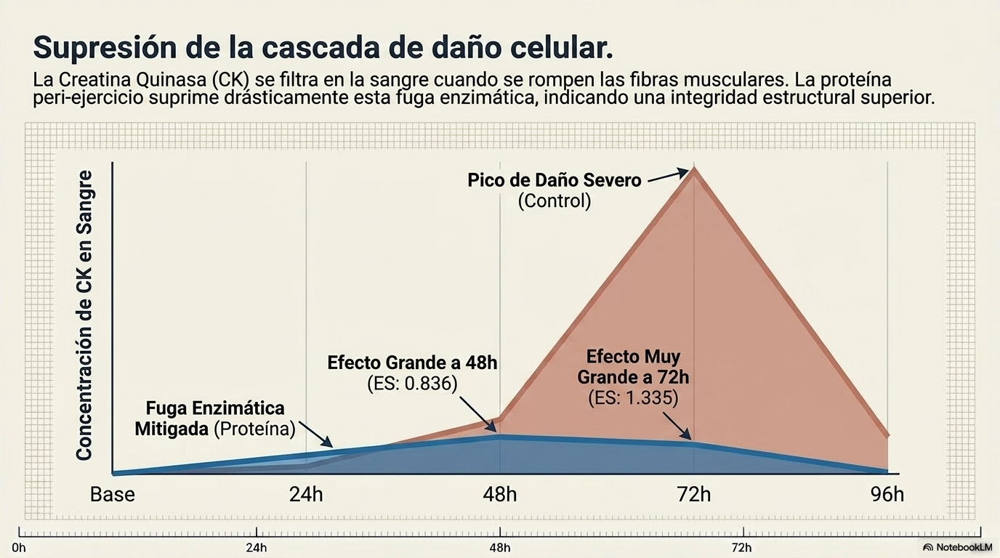 Supresión de la cascada de daño celular.
La Creatina Quinasa (CK) se filtra en la sangre cuando se rompen las fibras musculares. La proteína
peri-ejercicio suprime drásticamente esta fuga enzimática, indicando una integridad estructural superior.
Concentración de CK en Sangre
Pico de Daño Severo
(Control)
Efecto Grande a 48h
(ES: 0.836)
Efecto Muy
Grande a 72h
(ES: 1.335)
Fuga Enzimática
Mitigada (Proteína)
Base
24h
48h
72h
96h
0h
24h
48h
72h
NotebookLM